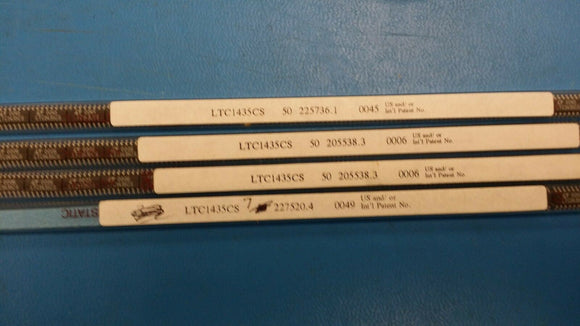 LTC1435CS 50 225736.1 0045 US and/ or
Int'l Patent No.
LTC1435CS 50 205538.3 0006 US and/ or
Int'l Patent No.
LTC1435CS 50 205538.3 0006 US and/ or
Int'l Patent No.
STATIC LTC1435CS 7 227520.4 0049 US and/ or
Int'l Patent No.